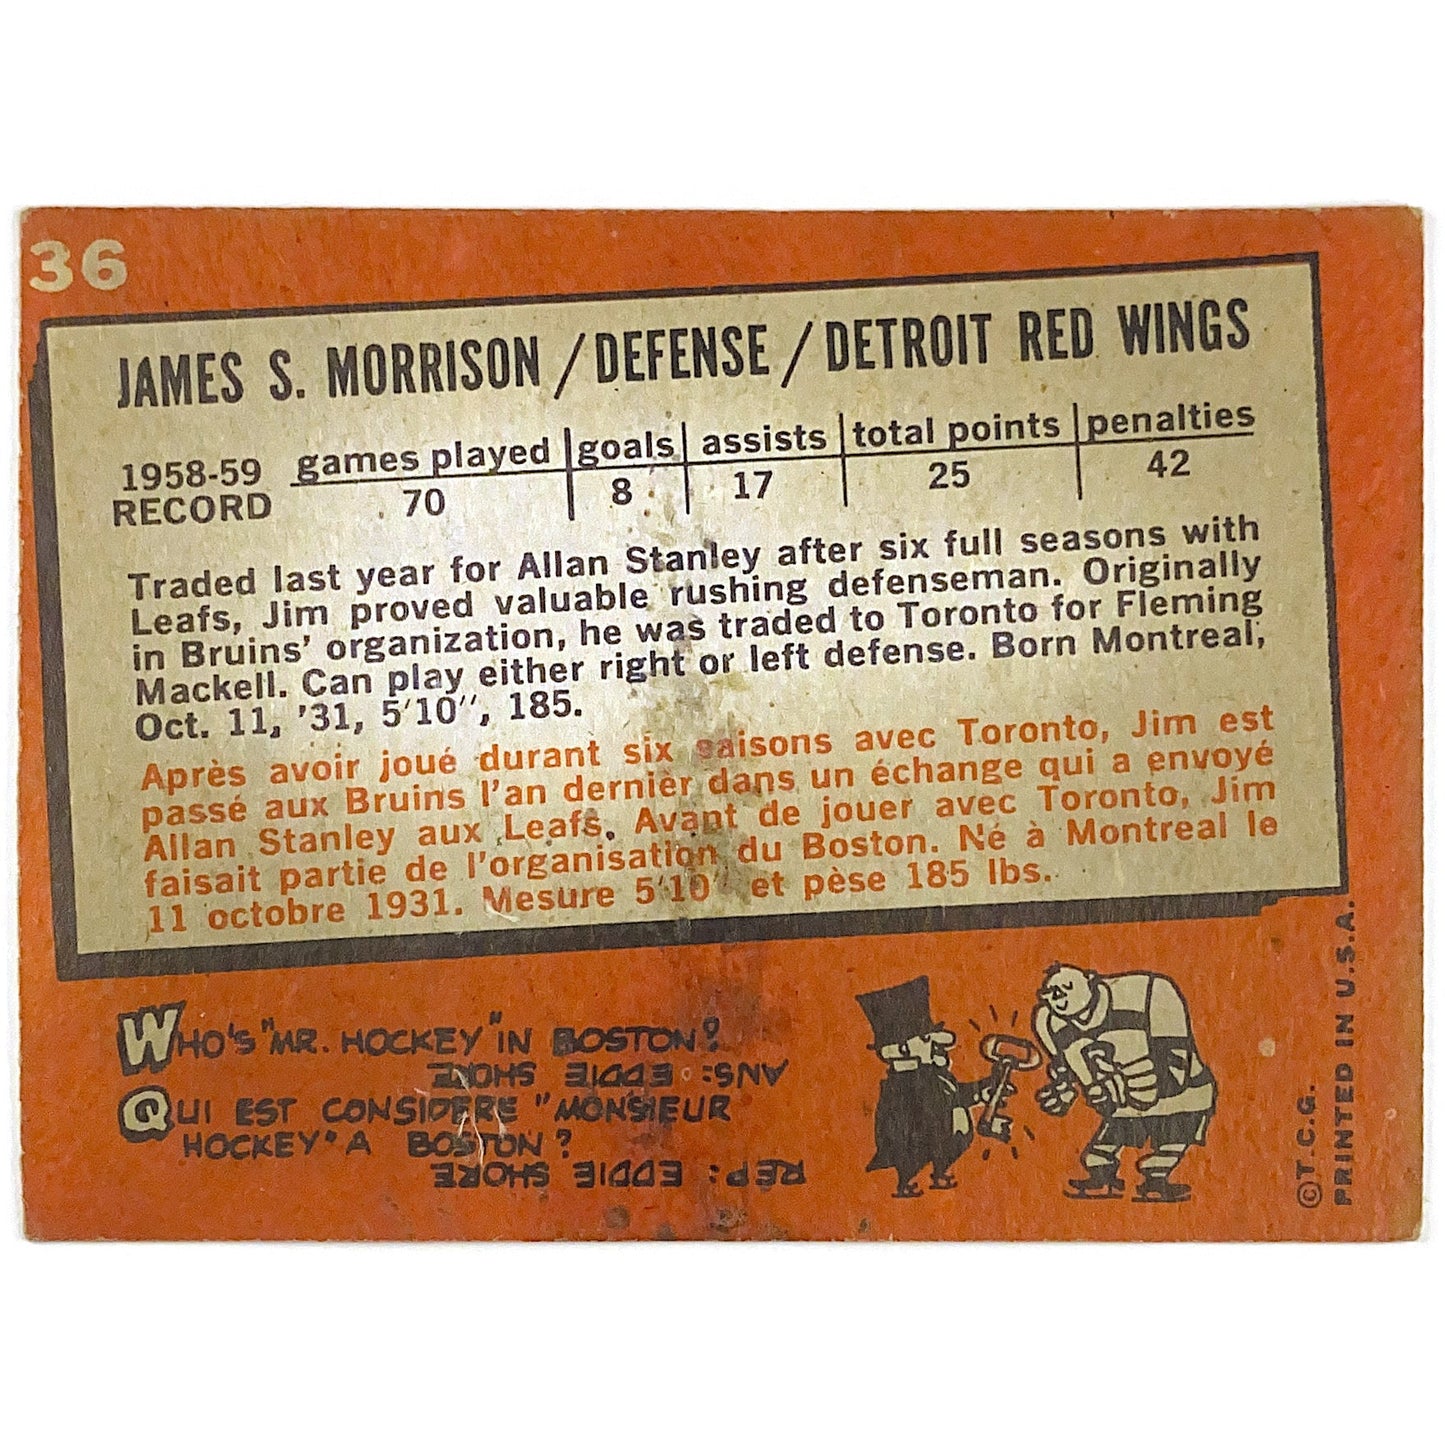 36
JAMES S. MORRISON / DEFENSE / DETROIT RED WINGS
1958-59 RECORD games played | goals | assists | total points | penalties
70 8 17 25 42
Traded last year for Allan Stanley after six full seasons with
Leafs, Jim proved valuable rushing defenseman. Originally
in Bruins' organization, he was traded to Toronto for Fleming
Mackell. Can play either right or left defense. Born Montreal,
Oct. 11, '31, 5'10", 185.
Après avoir joué durant six saisons avec Toronto, Jim est
passé aux Bruins l'an dernier dans un échange qui a envoyé
Allan Stanley aux Leafs. Avant de jouer avec Toronto, Jim
faisait partie de l'organisation du Boston. Né à Montreal le
11 octobre 1931. Mesure 5'10" et pèse 185 lbs.
WHO'S "MR. HOCKEY" IN BOSTON?
ANS: EDDIE SHORE
QUI EST CONSIDERE "MONSIEUR
HOCKEY" A BOSTON?
REP: EDDIE SHORE
©T.C.G.
PRINTED IN U.S.A.